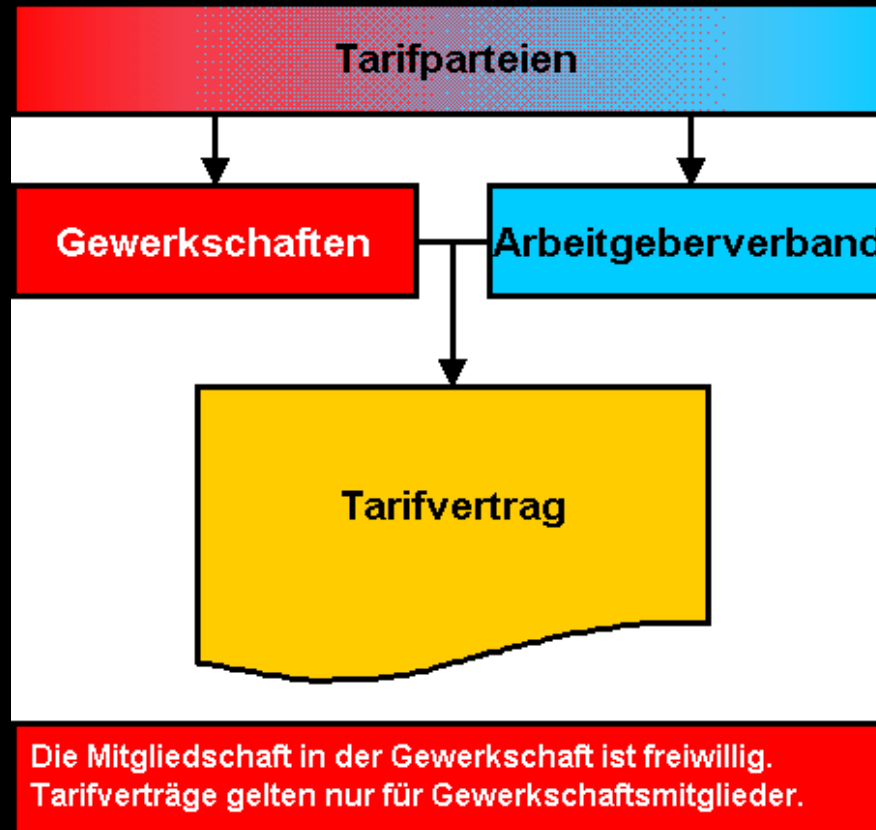 Tarifparteien
Gewerkschaften
Arbeitgeberverband
Tarifvertrag
Die Mitgliedschaft in der Gewerkschaft ist freiwillig.
Tarifverträge gelten nur für Gewerkschaftsmitglieder.